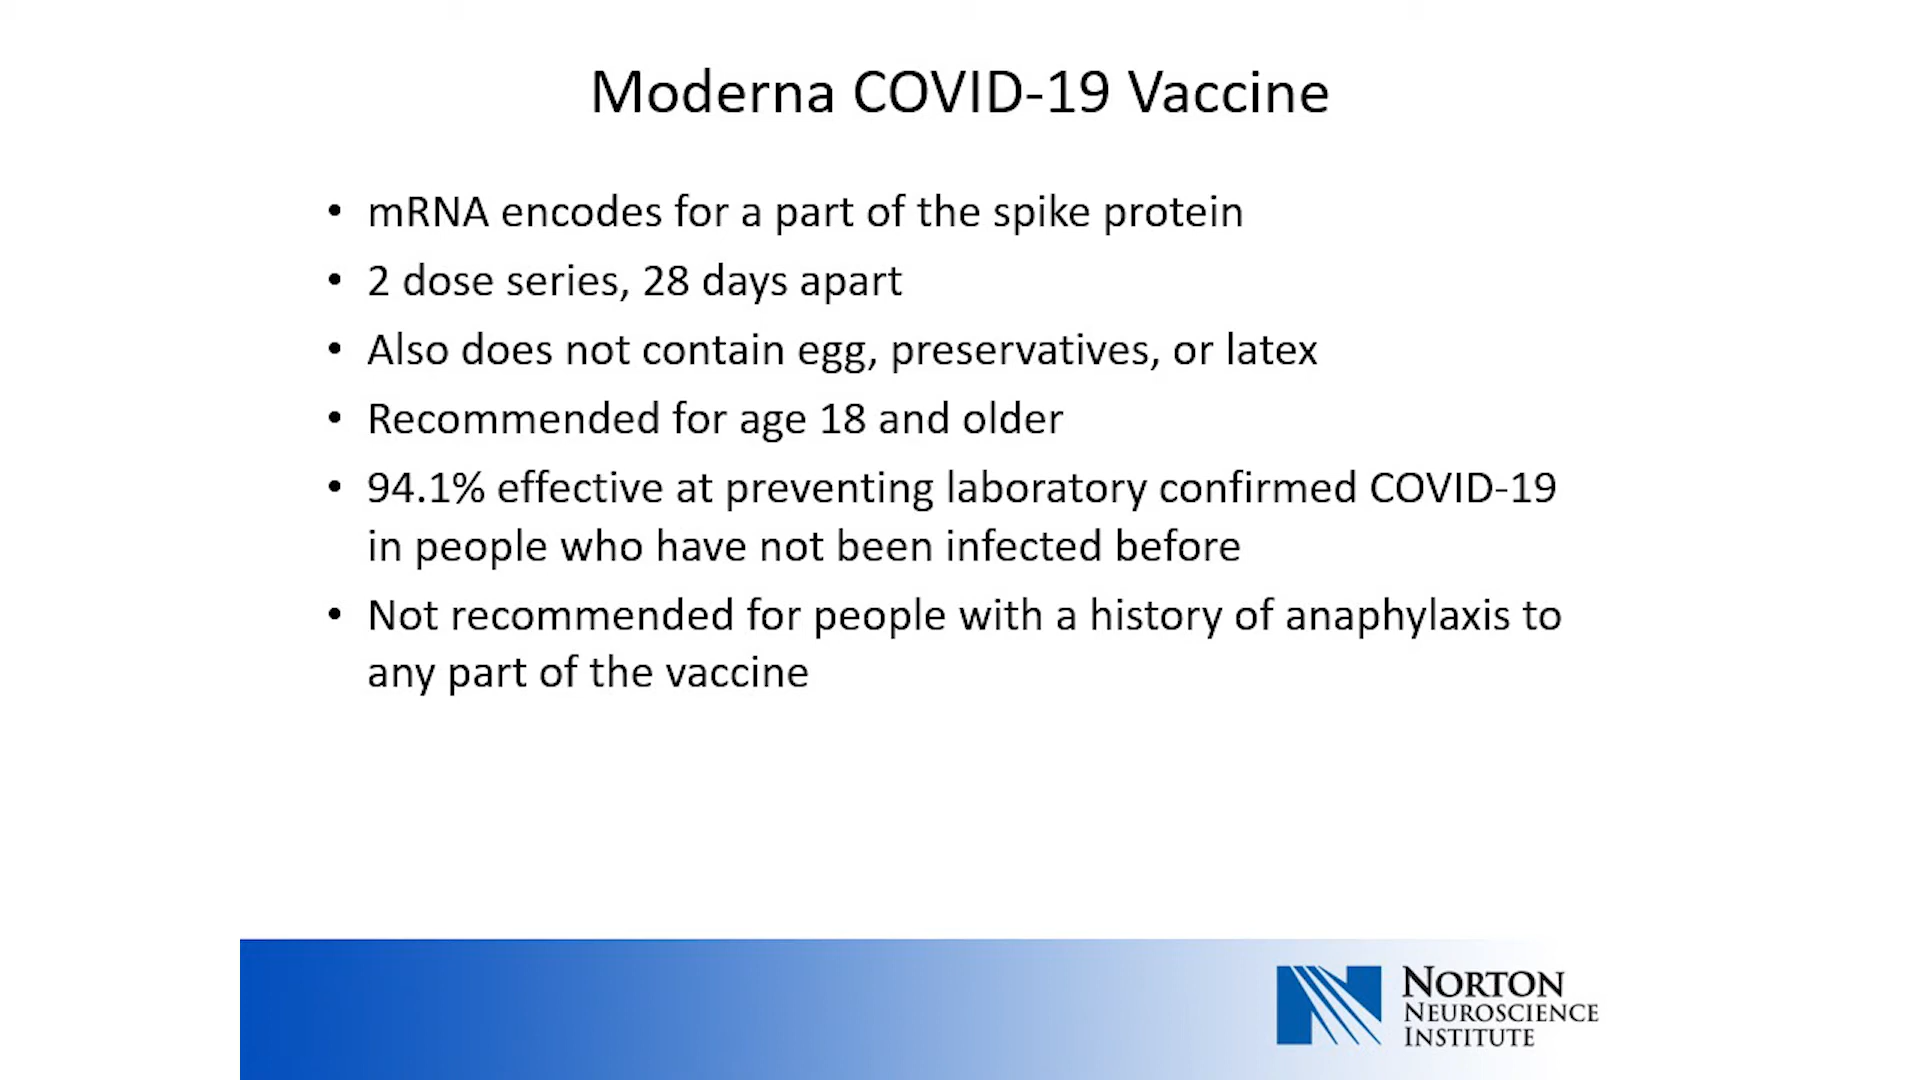 Moderna COVID-19 Vaccine
• mRNA encodes for a part of the spike protein
• 2 dose series, 28 days apart
• Also does not contain egg, preservatives, or latex
• Recommended for age 18 and older
• 94.1% effective at preventing laboratory confirmed COVID-19
in people who have not been infected before
• Not recommended for people with a history of anaphylaxis to
any part of the vaccine
NORTON
NEUROSCIENCE
INSTITUTE